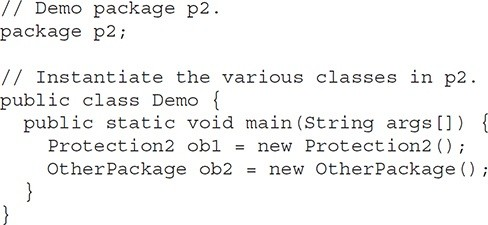 // Demo package p2.
package p2;

// Instantiate the various classes in p2.
public class Demo {
  public static void main(String args[]) {
    Protection2 ob1 = new Protection2();
    OtherPackage ob2 = new OtherPackage();
  }
}